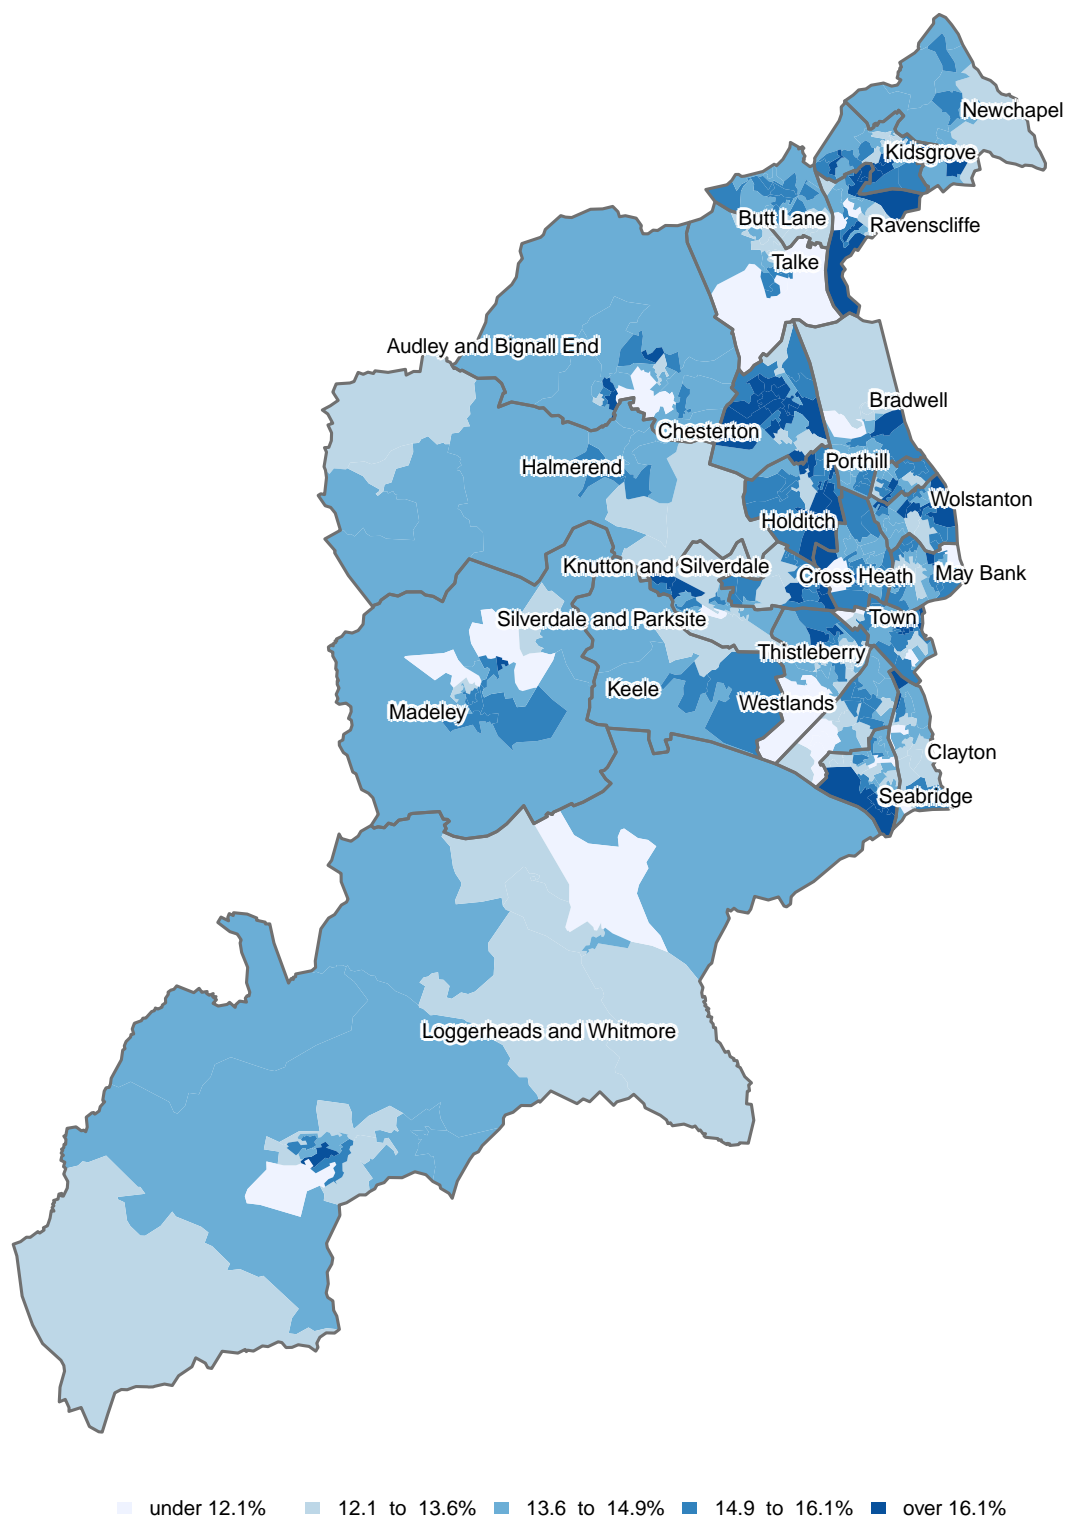 Newchapel
Kidsgrove
Butt Lane
Ravenscliffe
Talke
Audley and Bignall End
Bradwell
Chesterton
Porthill
Halmerend
Wolstanton
Holditch
Knutton and Silverdale
Cross Heath
May Bank
Silverdale and Parksite
Town
Thistleberry
Keele
Westlands
Madeley
Clayton
Seabridge
Loggerheads and Whitmore
under 12.1% 12.1 to 13.6% 13.6 to 14.9% 14.9 to 16.1% over 16.1%